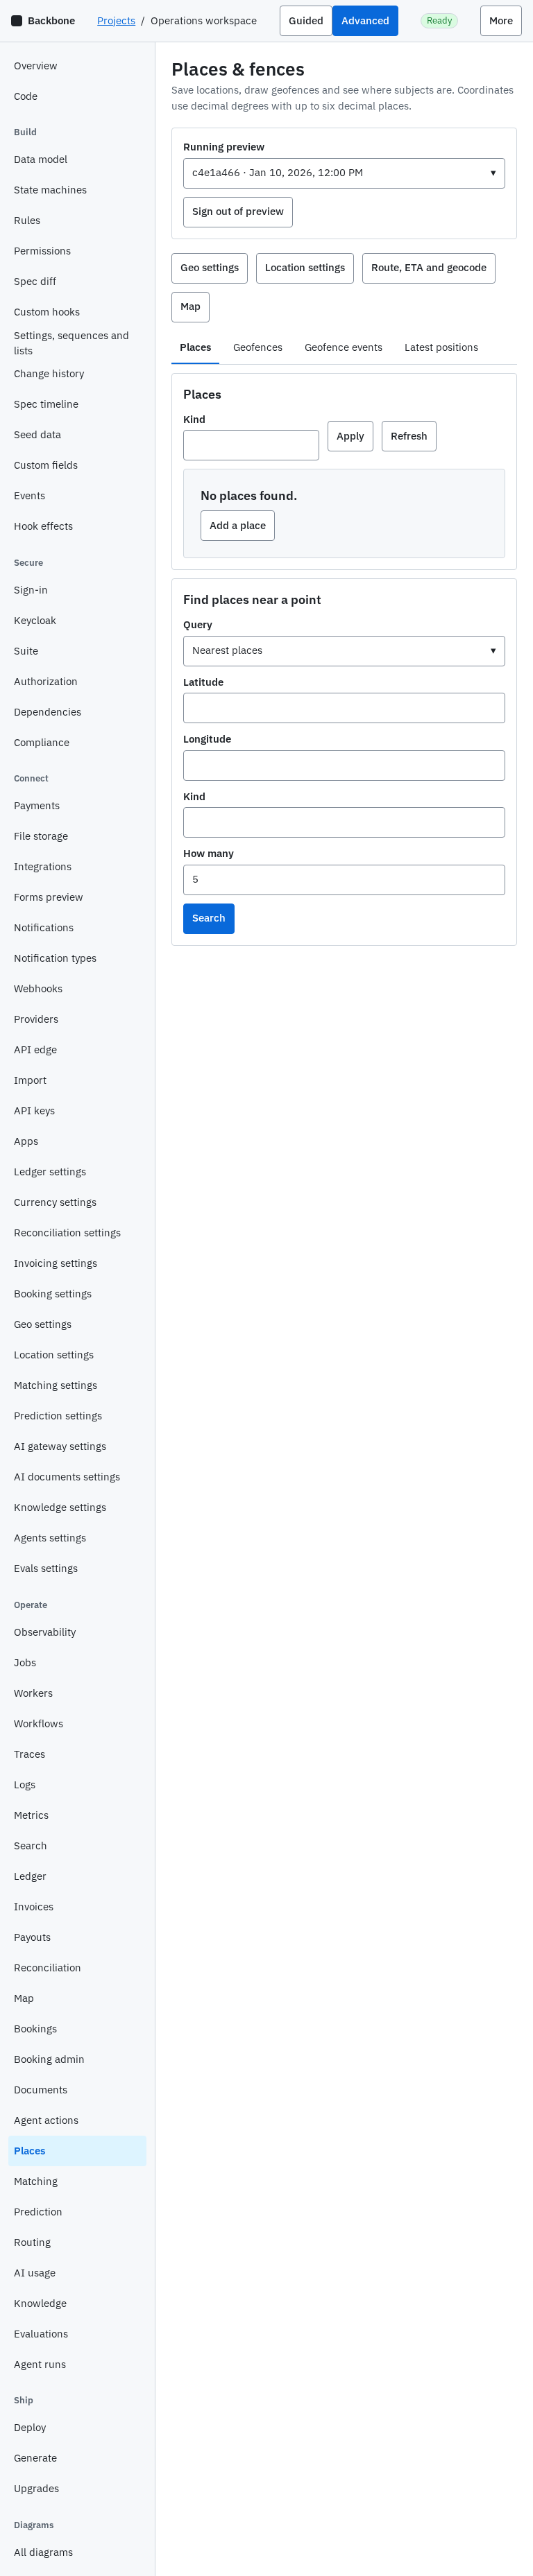 Backbone
Projects / Operations workspace
Guided
Advanced
Ready
More
Overview
Code
Build
Data model
State machines
Rules
Permissions
Spec diff
Custom hooks
Settings, sequences and
lists
Change history
Spec timeline
Seed data
Custom fields
Events
Hook effects
Secure
Sign-in
Keycloak
Suite
Authorization
Dependencies
Compliance
Connect
Payments
File storage
Integrations
Forms preview
Notifications
Notification types
Webhooks
Providers
API edge
Import
API keys
Apps
Ledger settings
Currency settings
Reconciliation settings
Invoicing settings
Booking settings
Geo settings
Location settings
Matching settings
Prediction settings
AI gateway settings
AI documents settings
Knowledge settings
Agents settings
Evals settings
Operate
Observability
Jobs
Workers
Workflows
Traces
Logs
Metrics
Search
Ledger
Invoices
Payouts
Reconciliation
Map
Bookings
Booking admin
Documents
Agent actions
Places
Matching
Prediction
Routing
AI usage
Knowledge
Evaluations
Agent runs
Ship
Deploy
Generate
Upgrades
Diagrams
All diagrams
Places & fences
Save locations, draw geofences and see where subjects are. Coordinates
use decimal degrees with up to six decimal places.
Running preview
c4e1a466 · Jan 10, 2026, 12:00 PM
Sign out of preview
Geo settings
Location settings
Route, ETA and geocode
Map
Places
Geofences
Geofence events
Latest positions
Places
Kind
Apply
Refresh
No places found.
Add a place
Find places near a point
Query
Nearest places
Latitude
Longitude
Kind
How many
5
Search